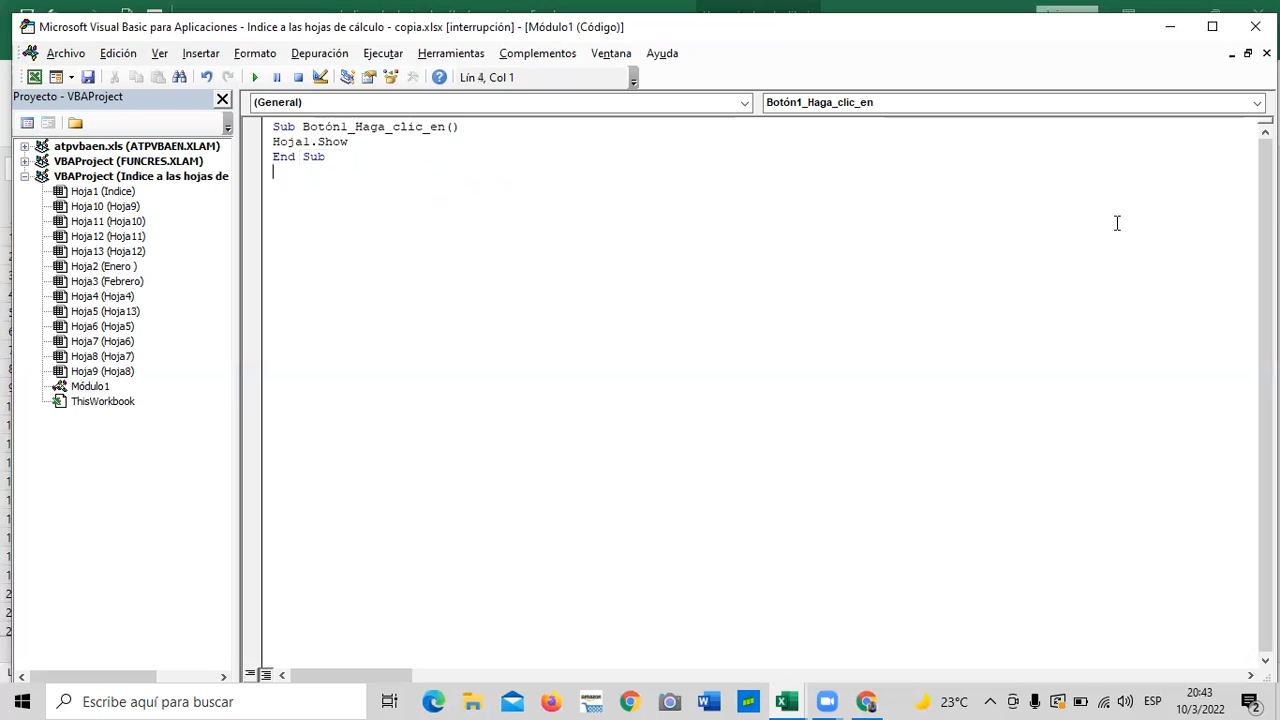 Microsoft Visual Basic para Aplicaciones - Indice a las hojas de cálculo - copia.xlsx [interrupción] - [Módulo1 (Código)]
Archivo Edición Ver Insertar Formato Depuración Ejecutar Herramientas Complementos Ventana Ayuda
Lín 4, Col 1
Proyecto - VBAProject
(General)
Botón1_Haga_clic_en
Sub Botón1_Haga_clic_en()
Hoja1.Show
End Sub
atpvbaen.xls (ATPVBAEN.XLAM)
VBAProject (FUNCRES.XLAM)
VBAProject (Indice a las hojas de
Hoja1 (Indice)
Hoja10 (Hoja9)
Hoja11 (Hoja10)
Hoja12 (Hoja11)
Hoja13 (Hoja12)
Hoja2 (Enero )
Hoja3 (Febrero)
Hoja4 (Hoja4)
Hoja5 (Hoja13)
Hoja6 (Hoja5)
Hoja7 (Hoja6)
Hoja8 (Hoja7)
Hoja9 (Hoja8)
Módulo1
ThisWorkbook
Escribe aquí para buscar
amazon
23°C
ESP
20:43
10/3/2022
2